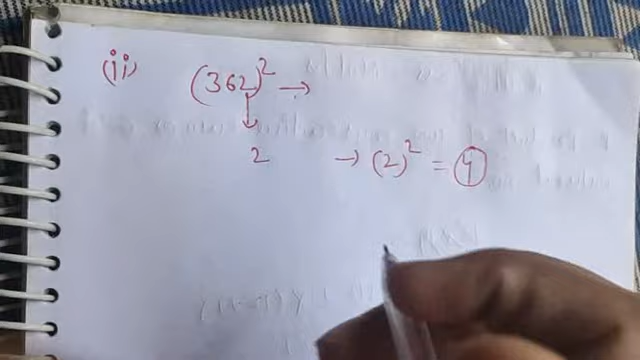 (ii) (362)² →
↓
2 → (2)² = 4